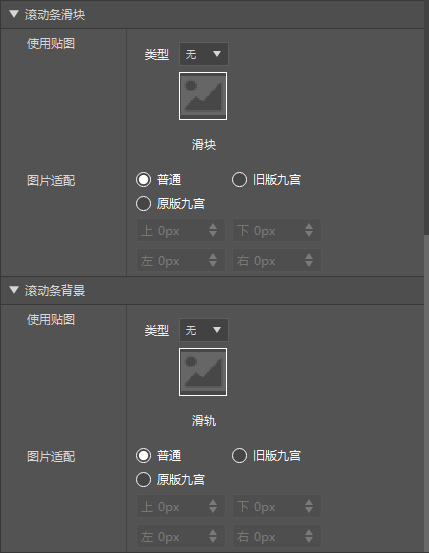 滚动条滑块
使用贴图
类型 无
滑块
图片适配
普通 旧版九宫
原版九宫
上 0px 下 0px
左 0px 右 0px
滚动条背景
使用贴图
类型 无
滑轨
图片适配
普通 旧版九宫
原版九宫
上 0px 下 0px
左 0px 右 0px